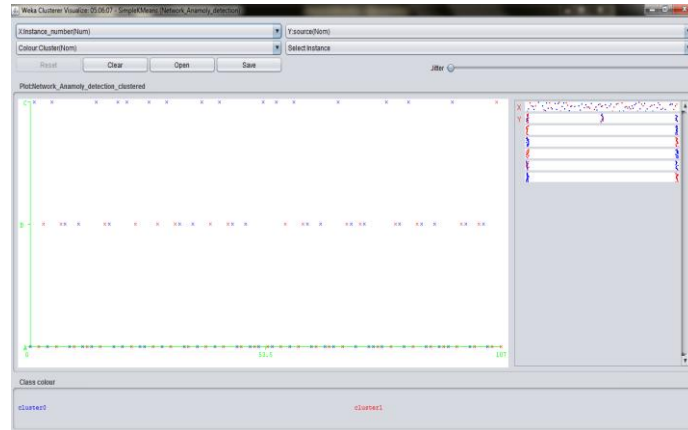 Weka Clusterer Visualize: 05:06:07 - SimpleKMeans (Network_Anamoly_detection)
X:Instance_number(Num) Y:source(Nom)
Colour:Cluster(Nom) Select Instance
Reset Clear Open Save Jitter
Plot:Network_Anamoly_detection_clustered
C
B
A
0 53.5 107
X
Y
Class colour
cluster0 cluster1